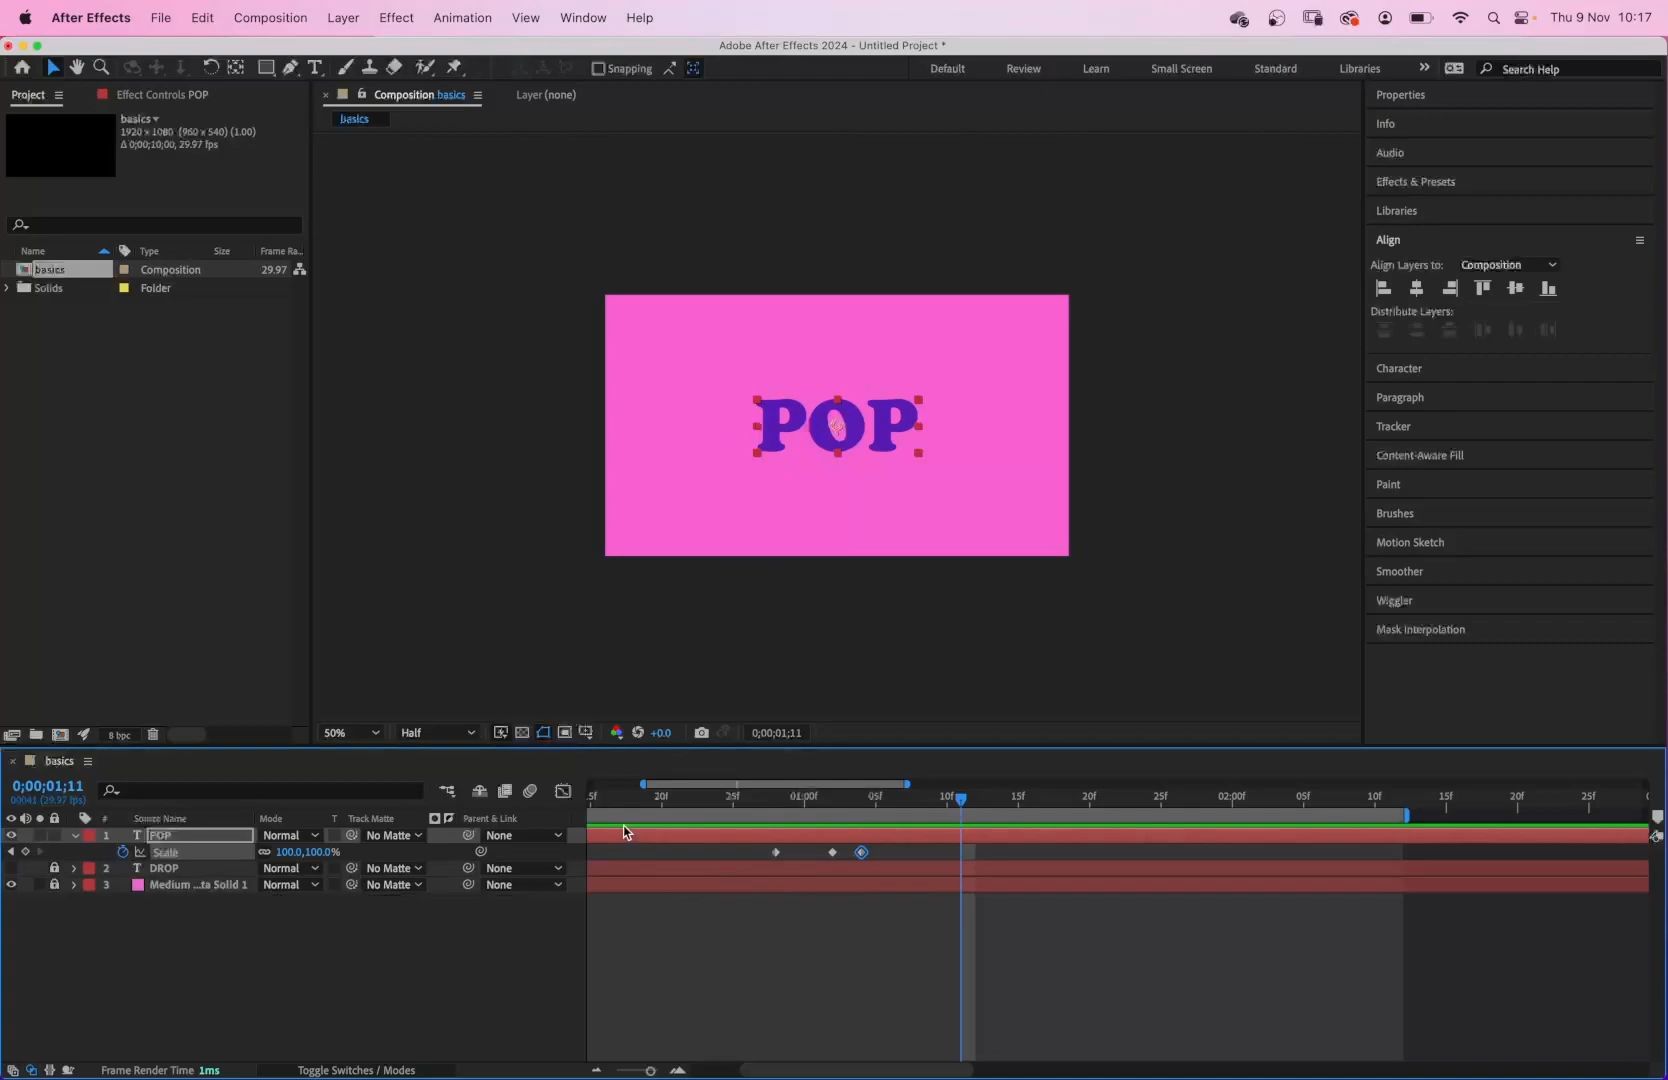 After Effects File Edit Composition Layer Effect Animation View Window Help Thu 9 Nov 10:17
Adobe After Effects 2024 - Untitled Project *
Snapping Default Review Learn Small Screen Standard Libraries Search Help
Project Effect Controls POP
Composition basics Layer (none)
basics
basics
1920 × 1080 (960 x 540) (1.00)
Δ 0;00;10;00, 29.97 fps
Name Type Size Frame Ra...
basics Composition 29.97
Solids Folder
8 bpc
POP
50% Half +0.0 0;00;01;11
Properties
Info
Audio
Effects & Presets
Libraries
Align
Align Layers to: Composition
Distribute Layers:
Character
Paragraph
Tracker
Content-Aware Fill
Paint
Brushes
Motion Sketch
Smoother
Wiggler
Mask Interpolation
basics
0;00;01;11
00041 (29.97 fps)
# Source Name Mode T Track Matte Parent & Link
1 T POP Normal No Matte None
Scale 100.0,100.0%
2 T DROP Normal No Matte None
3 Medium ...ta Solid 1 Normal No Matte None
5f 20f 25f 01:00f 05f 10f 15f 20f 25f 02:00f 05f 10f 15f 20f 25f
Frame Render Time 1ms Toggle Switches / Modes